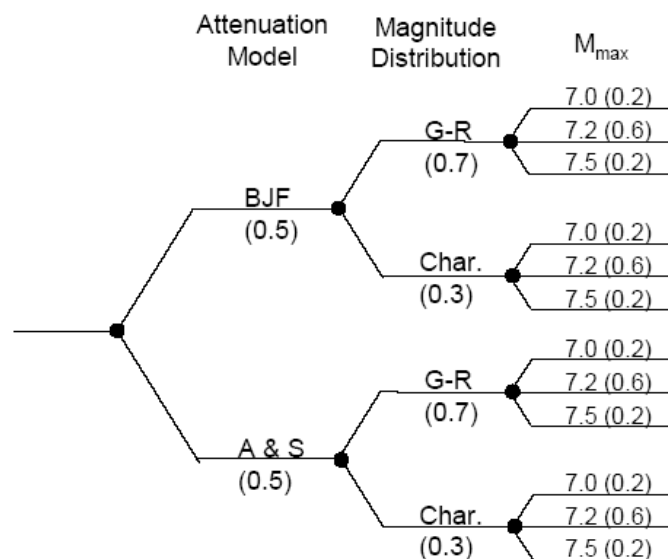 Attenuation Model
Magnitude Distribution
Mmax
BJF
(0.5)
G-R
(0.7)
7.0 (0.2)
7.2 (0.6)
7.5 (0.2)
Char.
(0.3)
7.0 (0.2)
7.2 (0.6)
7.5 (0.2)
A & S
(0.5)
G-R
(0.7)
7.0 (0.2)
7.2 (0.6)
7.5 (0.2)
Char.
(0.3)
7.0 (0.2)
7.2 (0.6)
7.5 (0.2)